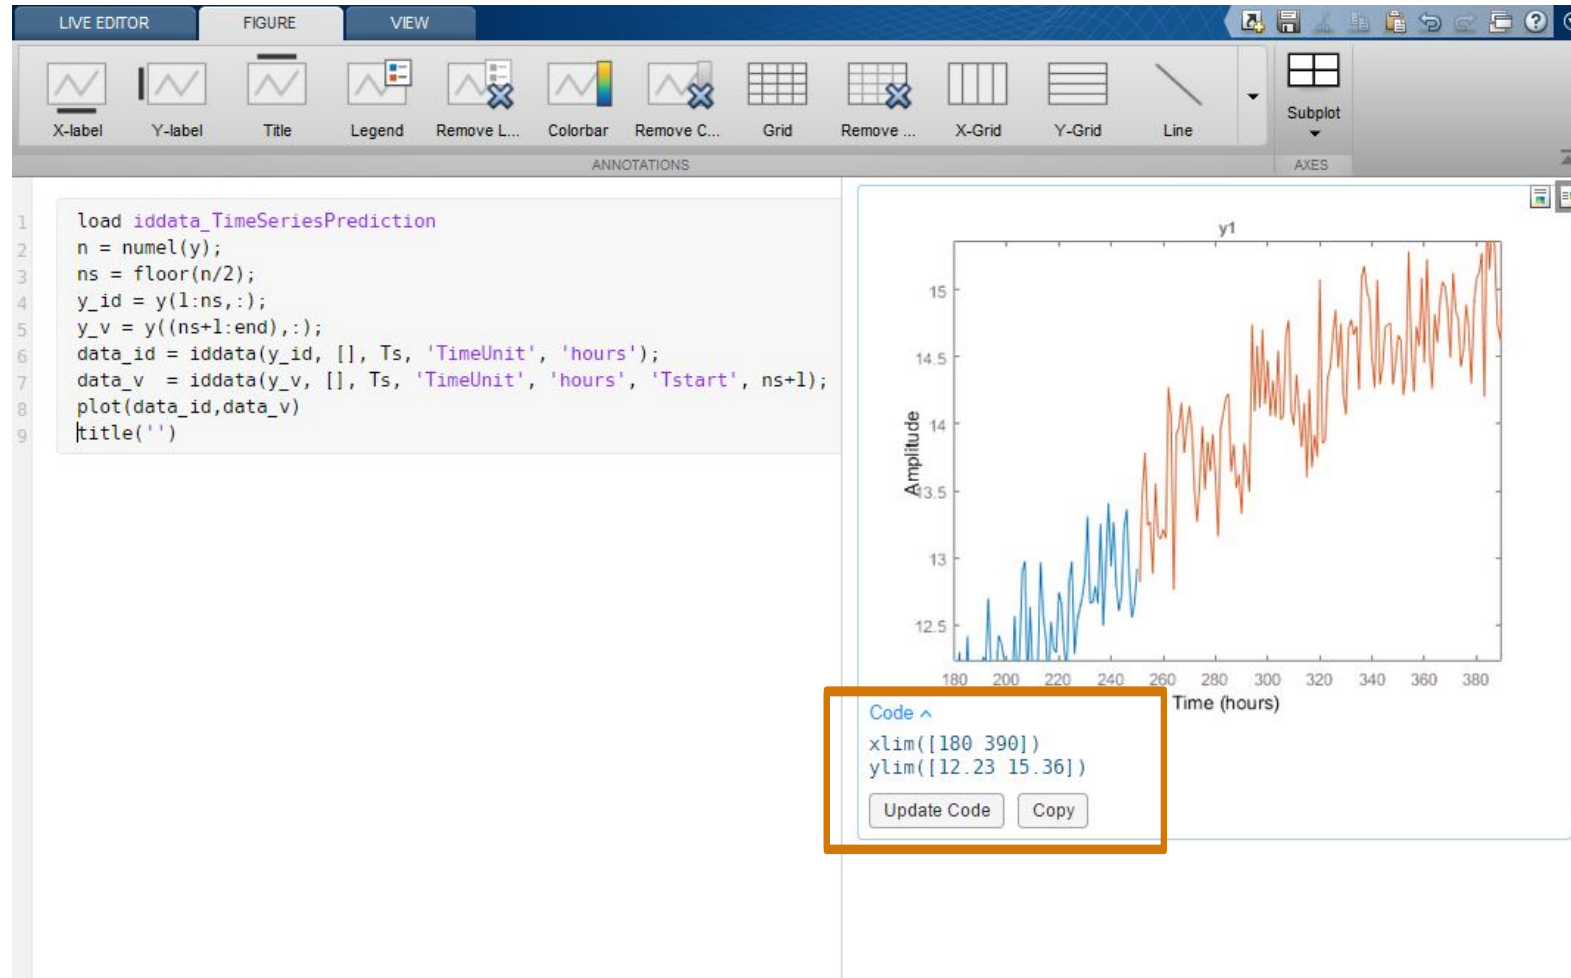 LIVE EDITOR FIGURE VIEW
X-label Y-label Title Legend Remove L... Colorbar Remove C... Grid Remove ... X-Grid Y-Grid Line Subplot
ANNOTATIONS AXES
1 load iddata_TimeSeriesPrediction
2 n = numel(y);
3 ns = floor(n/2);
4 y_id = y(1:ns,:);
5 y_v = y((ns+1:end),:);
6 data_id = iddata(y_id, [], Ts, 'TimeUnit', 'hours');
7 data_v  = iddata(y_v, [], Ts, 'TimeUnit', 'hours', 'Tstart', ns+1);
8 plot(data_id,data_v)
9 title('')
y1
15
14.5
14
13.5
13
12.5
Amplitude
180 200 220 240 260 280 300 320 340 360 380
Time (hours)
Code
xlim([180 390])
ylim([12.23 15.36])
Update Code Copy